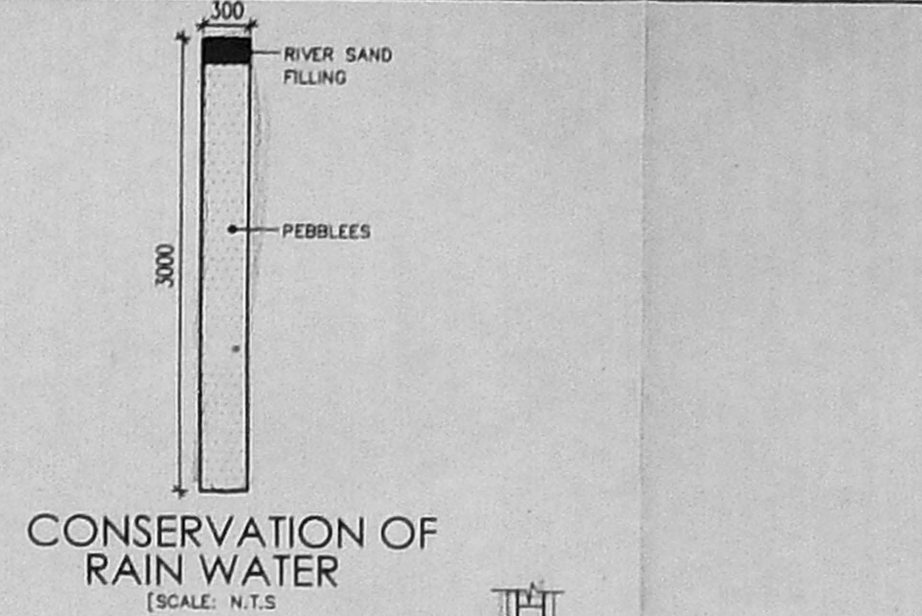 300
RIVER SAND
FILLING
PEBBLEES
3000
CONSERVATION OF
RAIN WATER
[SCALE: N.T.S